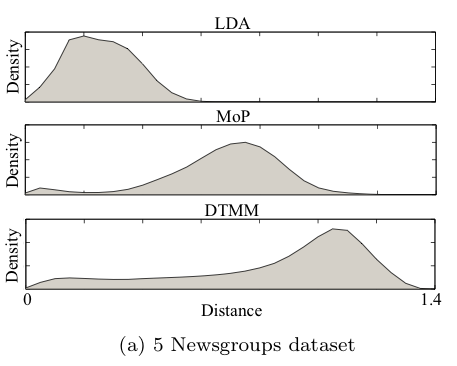 LDA
Density
MoP
Density
DTMM
Density
0
1.4
Distance
(a) 5 Newsgroups dataset